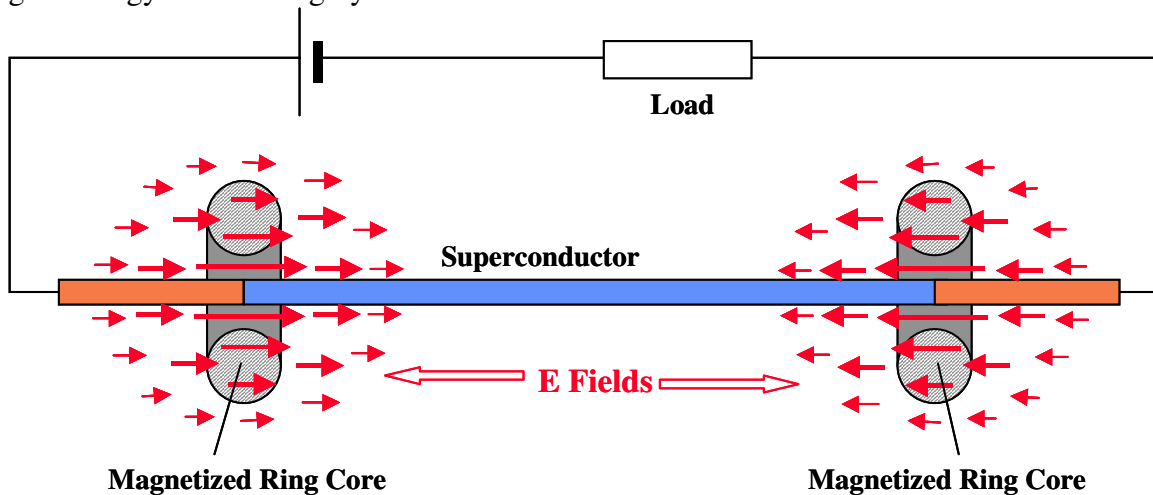 Load
Superconductor
E Fields
Magnetized Ring Core
Magnetized Ring Core